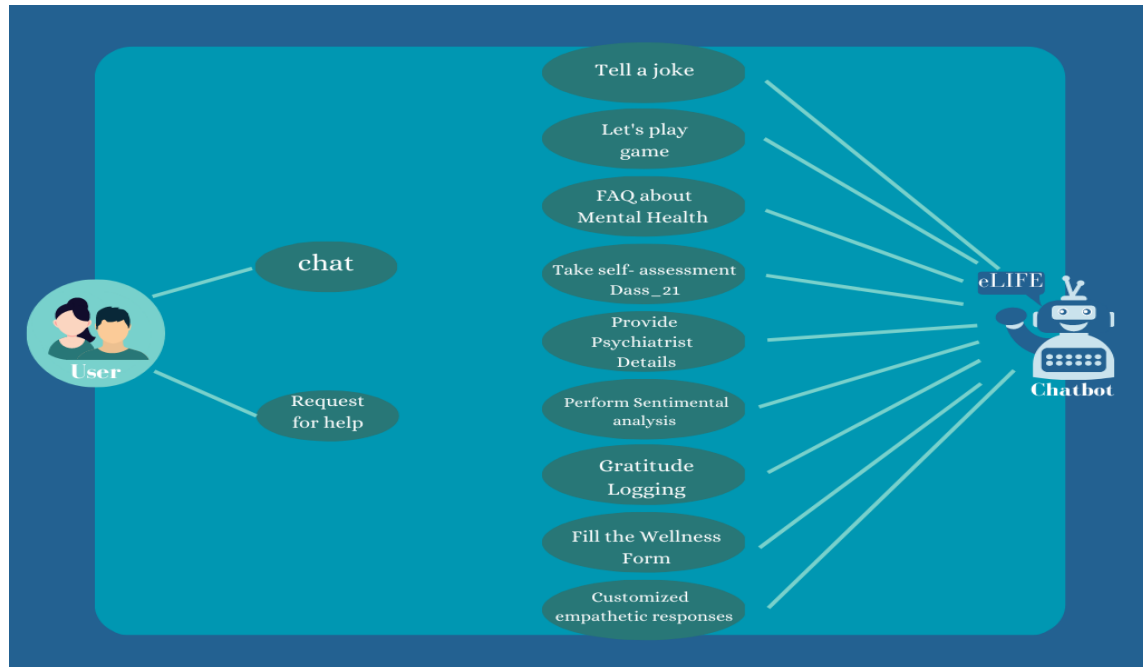 Tell a joke
Let's play
game
FAQ about
Mental Health
chat
Take self- assessment
Dass_21
eLIFE
Provide
Psychiatrist
Details
User
Chatbot
Request
for help
Perform Sentimental
analysis
Gratitude
Logging
Fill the Wellness
Form
Customized
empathetic responses